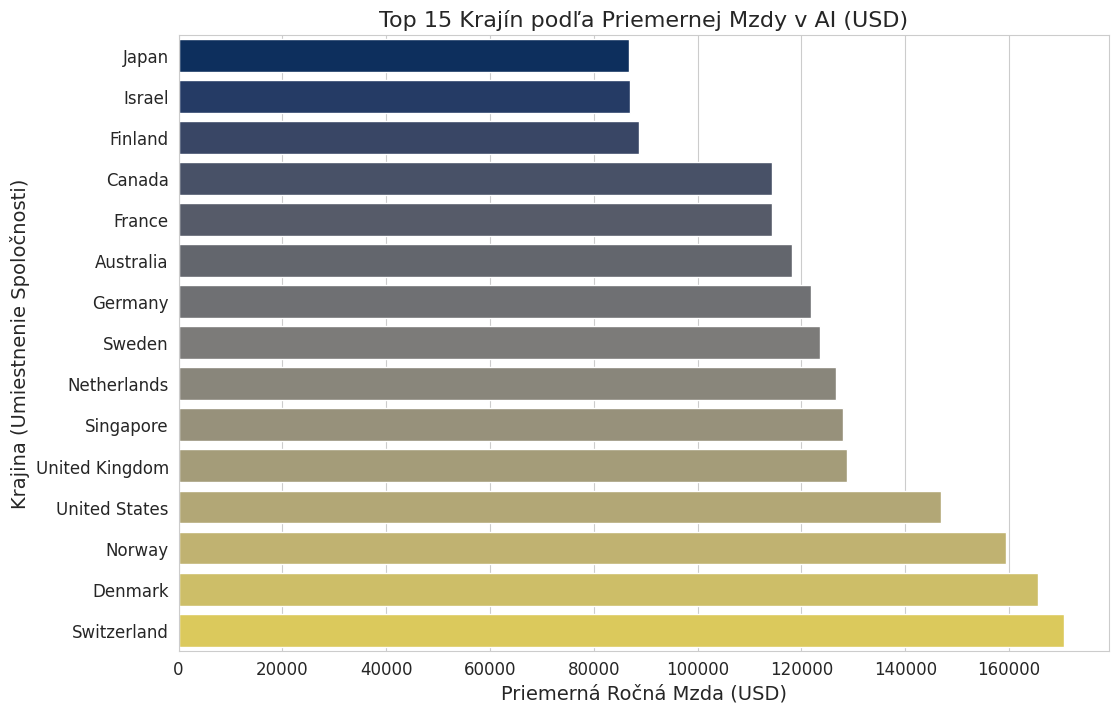 Top 15 Krajín podľa Priemernej Mzdy v AI (USD)
Krajina (Umiestnenie Spoločnosti)
Japan
Israel
Finland
Canada
France
Australia
Germany
Sweden
Netherlands
Singapore
United Kingdom
United States
Norway
Denmark
Switzerland
0 20000 40000 60000 80000 100000 120000 140000 160000
Priemerná Ročná Mzda (USD)